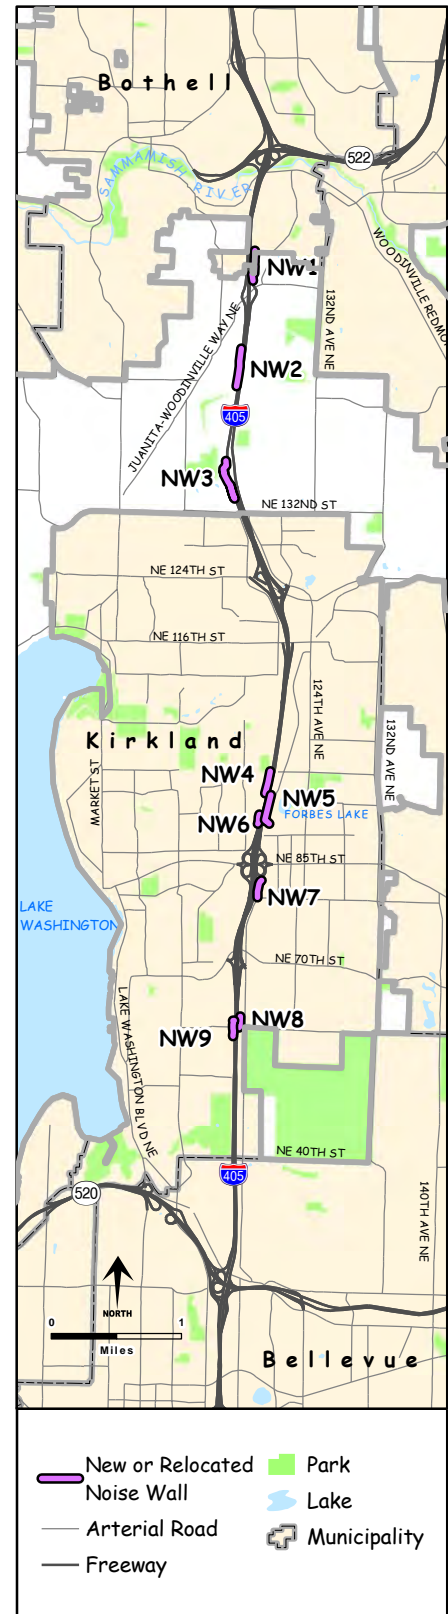 Bothell
522
SAMMAMISH RIVER
WOODINVILLE REDMO
NW1
132ND AVE NE
JUANITA-WOODINVILLE WAY NE
NW2
405
NW3
NE 132ND ST
NE 124TH ST
NE 116TH ST
124TH AVE NE
132ND AVE NE
Kirkland
MARKET ST
NW4
NW5
FORBES LAKE
NW6
NE 85TH ST
NW7
LAKE
WASHINGTON
NE 70TH ST
LAKE WASHINGTON BLVD NE
NW8
NW9
NE 40TH ST
405
520
140TH AVE NE
NORTH
0 1
Miles
Bellevue
New or Relocated
Noise Wall
Arterial Road
Freeway
Park
Lake
Municipality